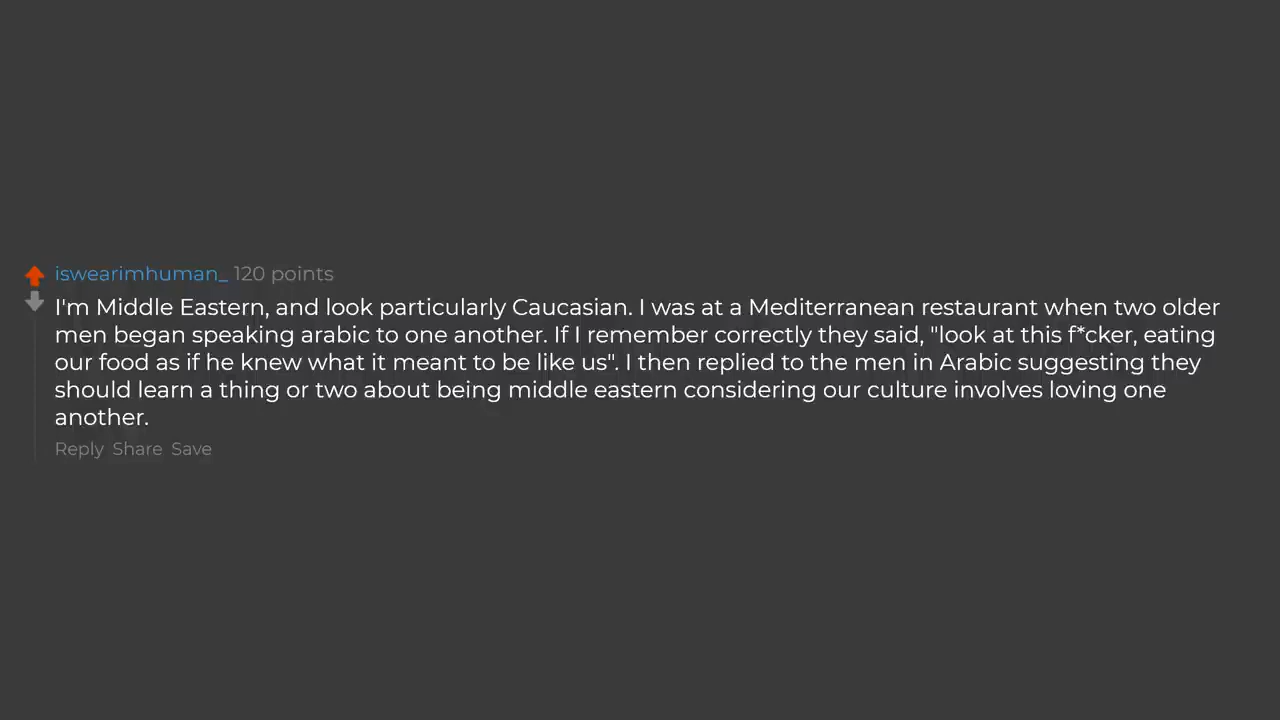 iswearimhuman_ 120 points
I'm Middle Eastern, and look particularly Caucasian. I was at a Mediterranean restaurant when two older
men began speaking arabic to one another. If I remember correctly they said, "look at this f*cker, eating
our food as if he knew what it meant to be like us". I then replied to the men in Arabic suggesting they
should learn a thing or two about being middle eastern considering our culture involves loving one
another.
Reply Share Save